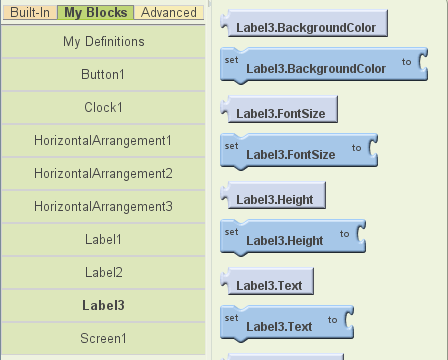 Built-In My Blocks Advanced
My Definitions
Button1
Clock1
HorizontalArrangement1
HorizontalArrangement2
HorizontalArrangement3
Label1
Label2
Label3
Screen1
Label3.BackgroundColor
set Label3.BackgroundColor to
Label3.FontSize
set Label3.FontSize to
Label3.Height
set Label3.Height to
Label3.Text
set Label3.Text to